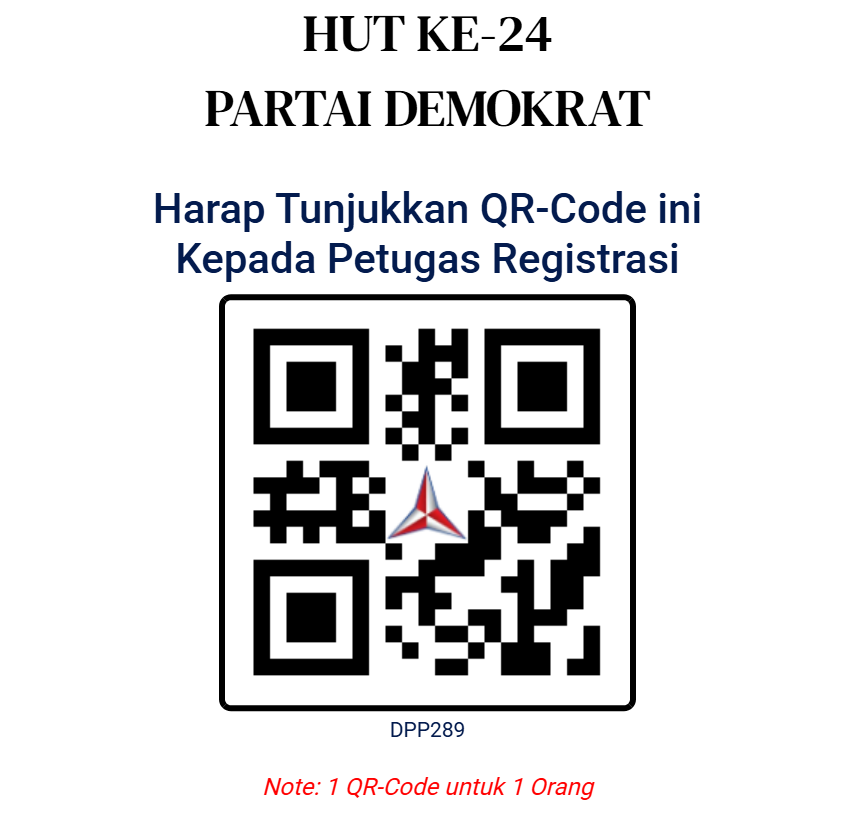 HUT KE-24
PARTAI DEMOKRAT
Harap Tunjukkan QR-Code ini
Kepada Petugas Registrasi
DPP289
Note: 1 QR-Code untuk 1 Orang